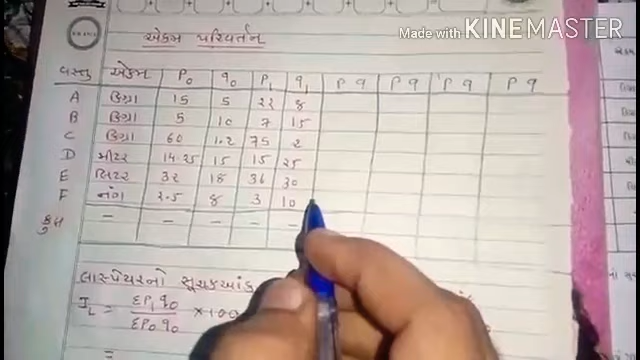 Made with KINEMASTER
એકમ પરિવર્તન
વસ્તુ એકમ P₀ q₀ P₁ q₁ P q P q P q P q
A કિગ્રા 15 5 22 8
B કિગ્રા 5 10 7 15
C કિગ્રા 60 1.2 75 2
D મીટર 14.25 15 15 25
E લિટર 32 18 36 30
F નંગ 2.5 8 3 10
કુલ – – – –
લાસ્પેયરનો સૂચકઆંક
I_L = ΣP₁q₀ / ΣP₀q₀ ×100
=